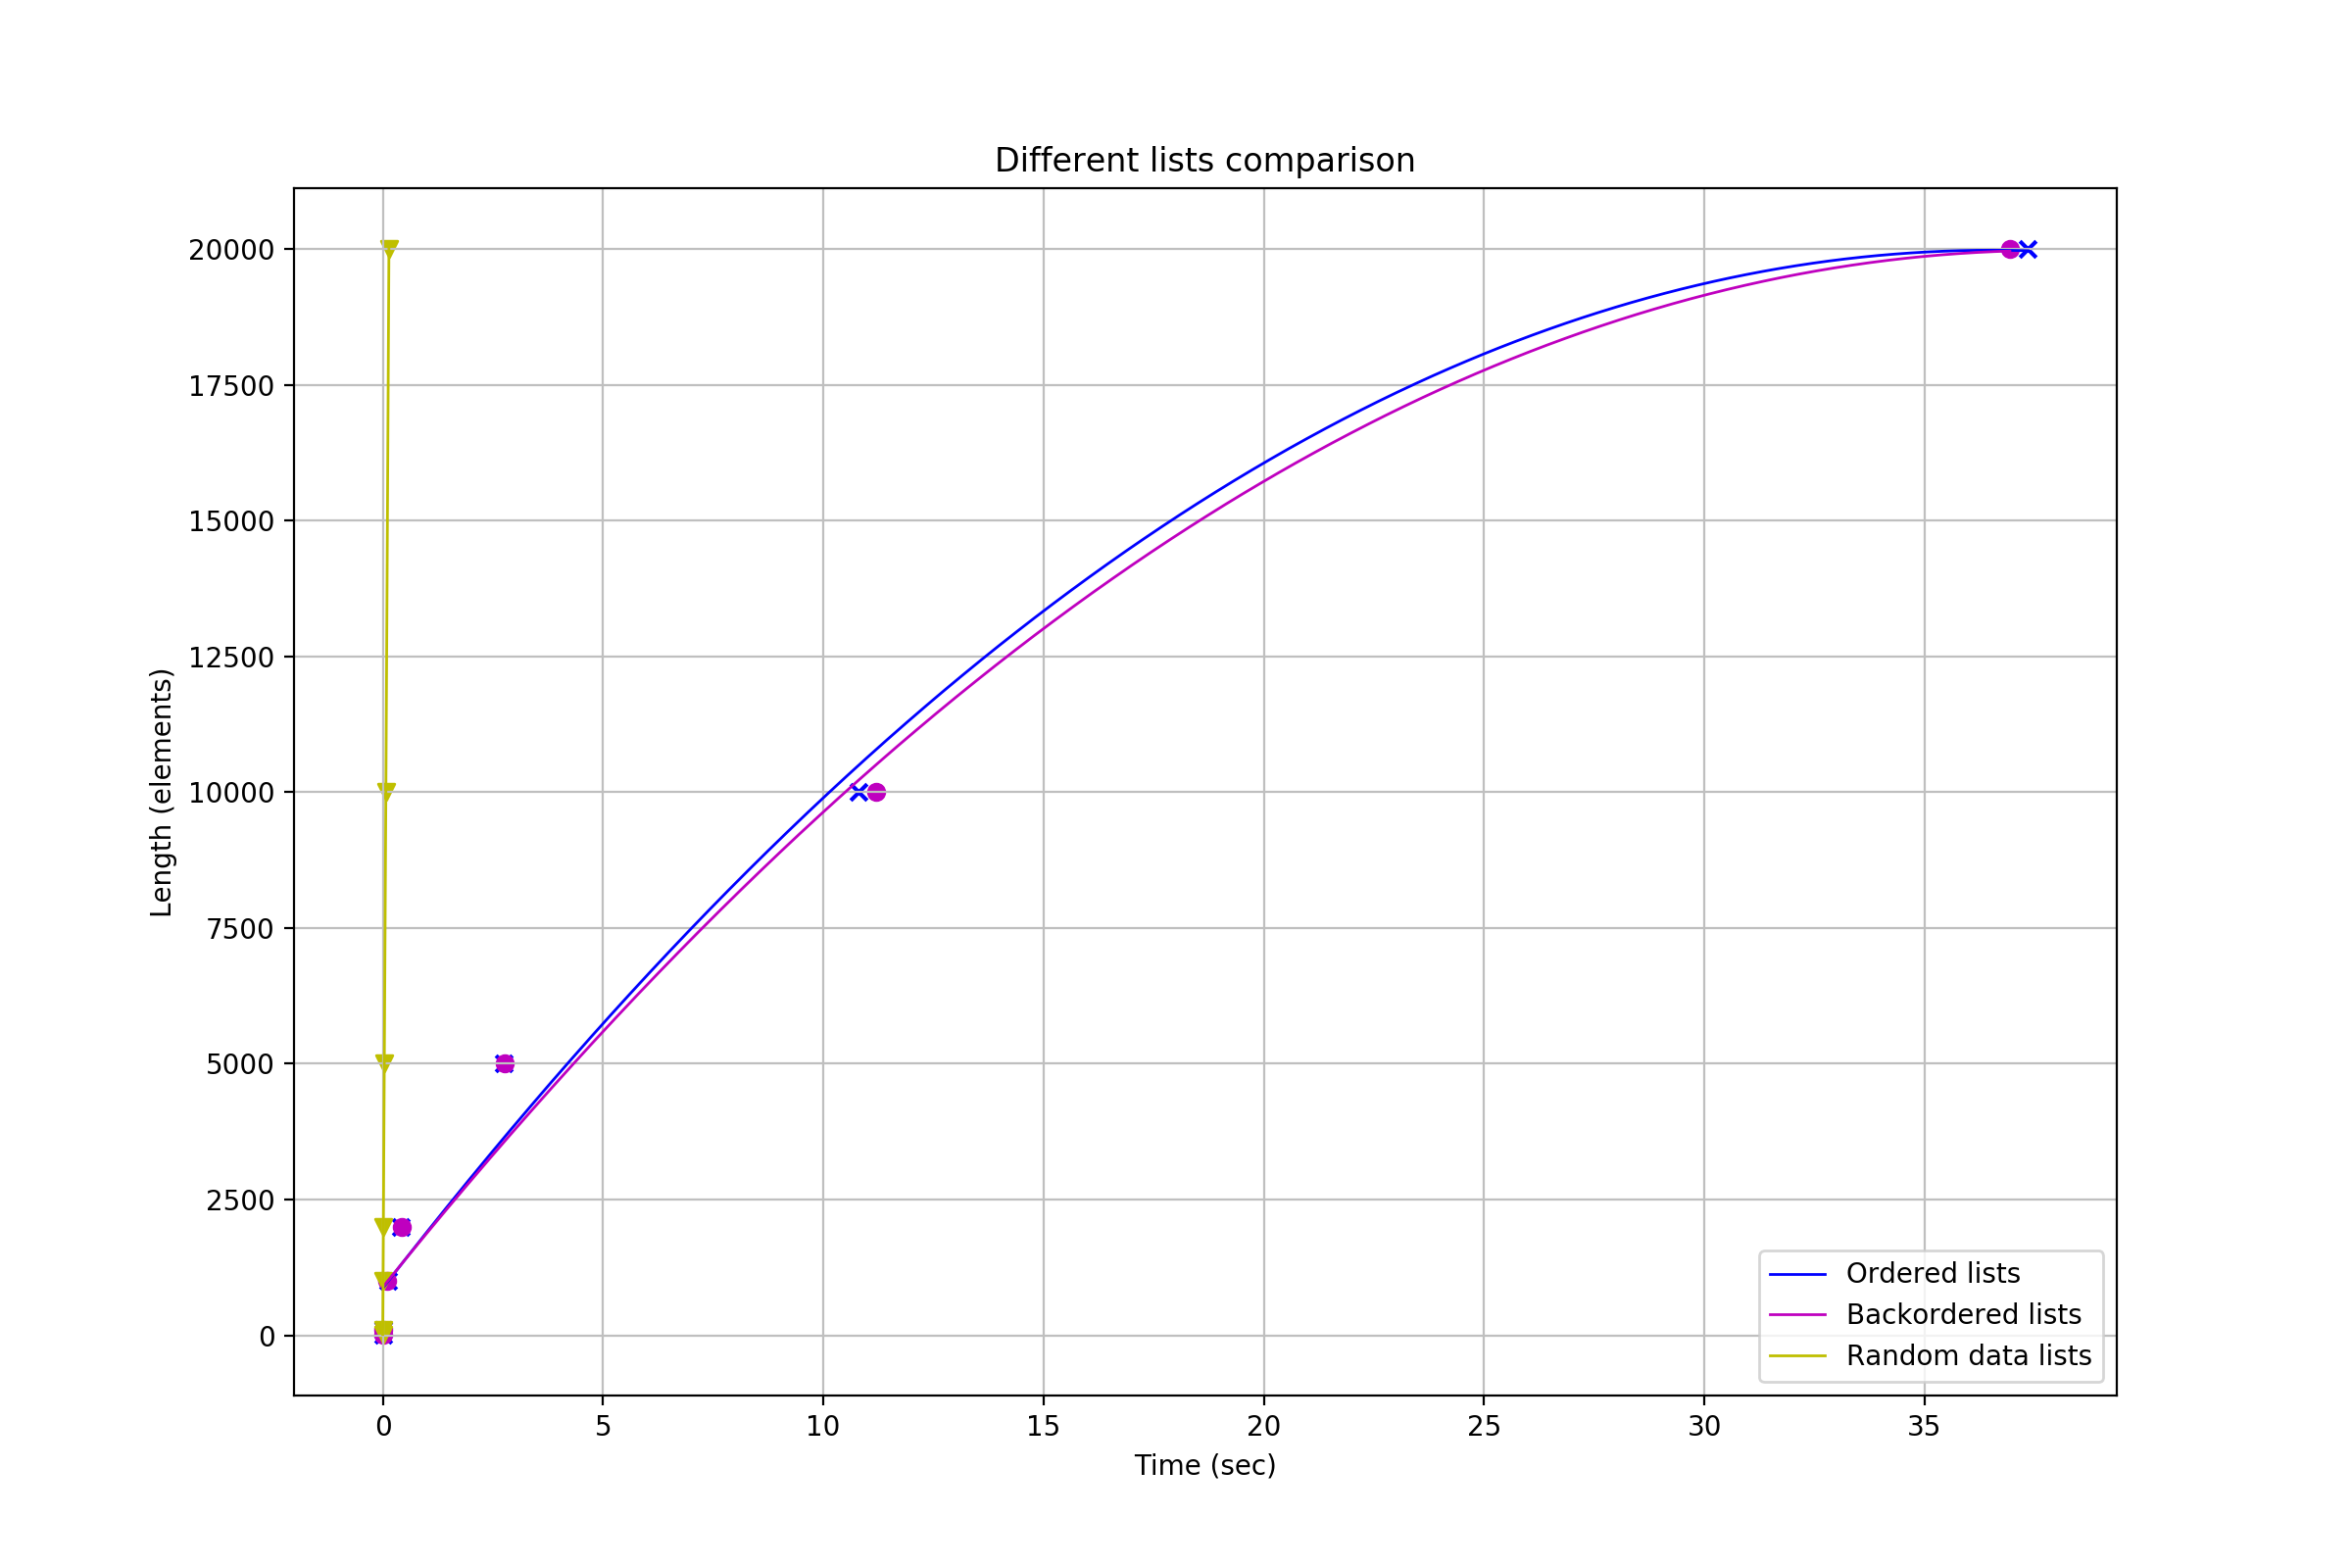 Different lists comparison
20000
17500
15000
12500
10000
7500
5000
2500
0
Length (elements)
0 5 10 15 20 25 30 35
Time (sec)
Ordered lists
Backordered lists
Random data lists